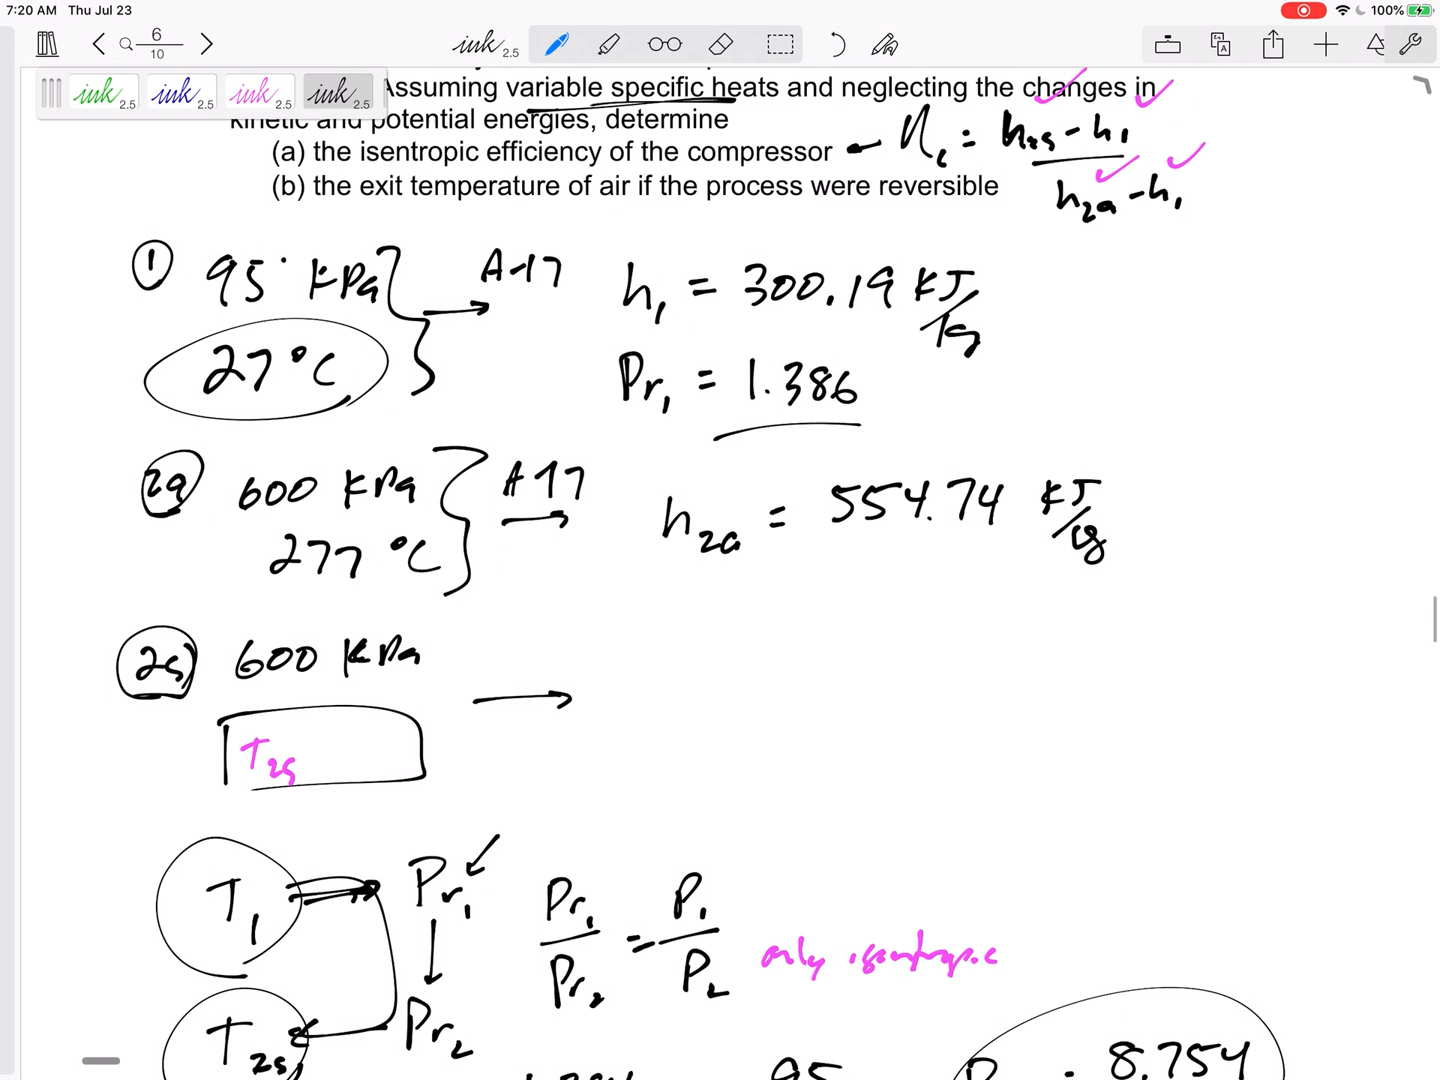 7:20 AM Thu Jul 23
100%
6
10
ink 2.5
ink 2.5 ink 2.5 ink 2.5 ink 2.5
Assuming variable specific heats and neglecting the changes in
kinetic and potential energies, determine
(a) the isentropic efficiency of the compressor
(b) the exit temperature of air if the process were reversible
ηc = h2s - h1 / h2a - h1
1 95 kPa
27°C
A-17
h1 = 300.19 kJ/kg
Pr1 = 1.386
2a 600 kPa
277 °C
A-17
h2a = 554.74 kJ/kg
2s 600 kPa
T2s
T1 Pr1
Pr1 / Pr2 = P1 / P2 only isentropic
T2s Pr2
95
8.754